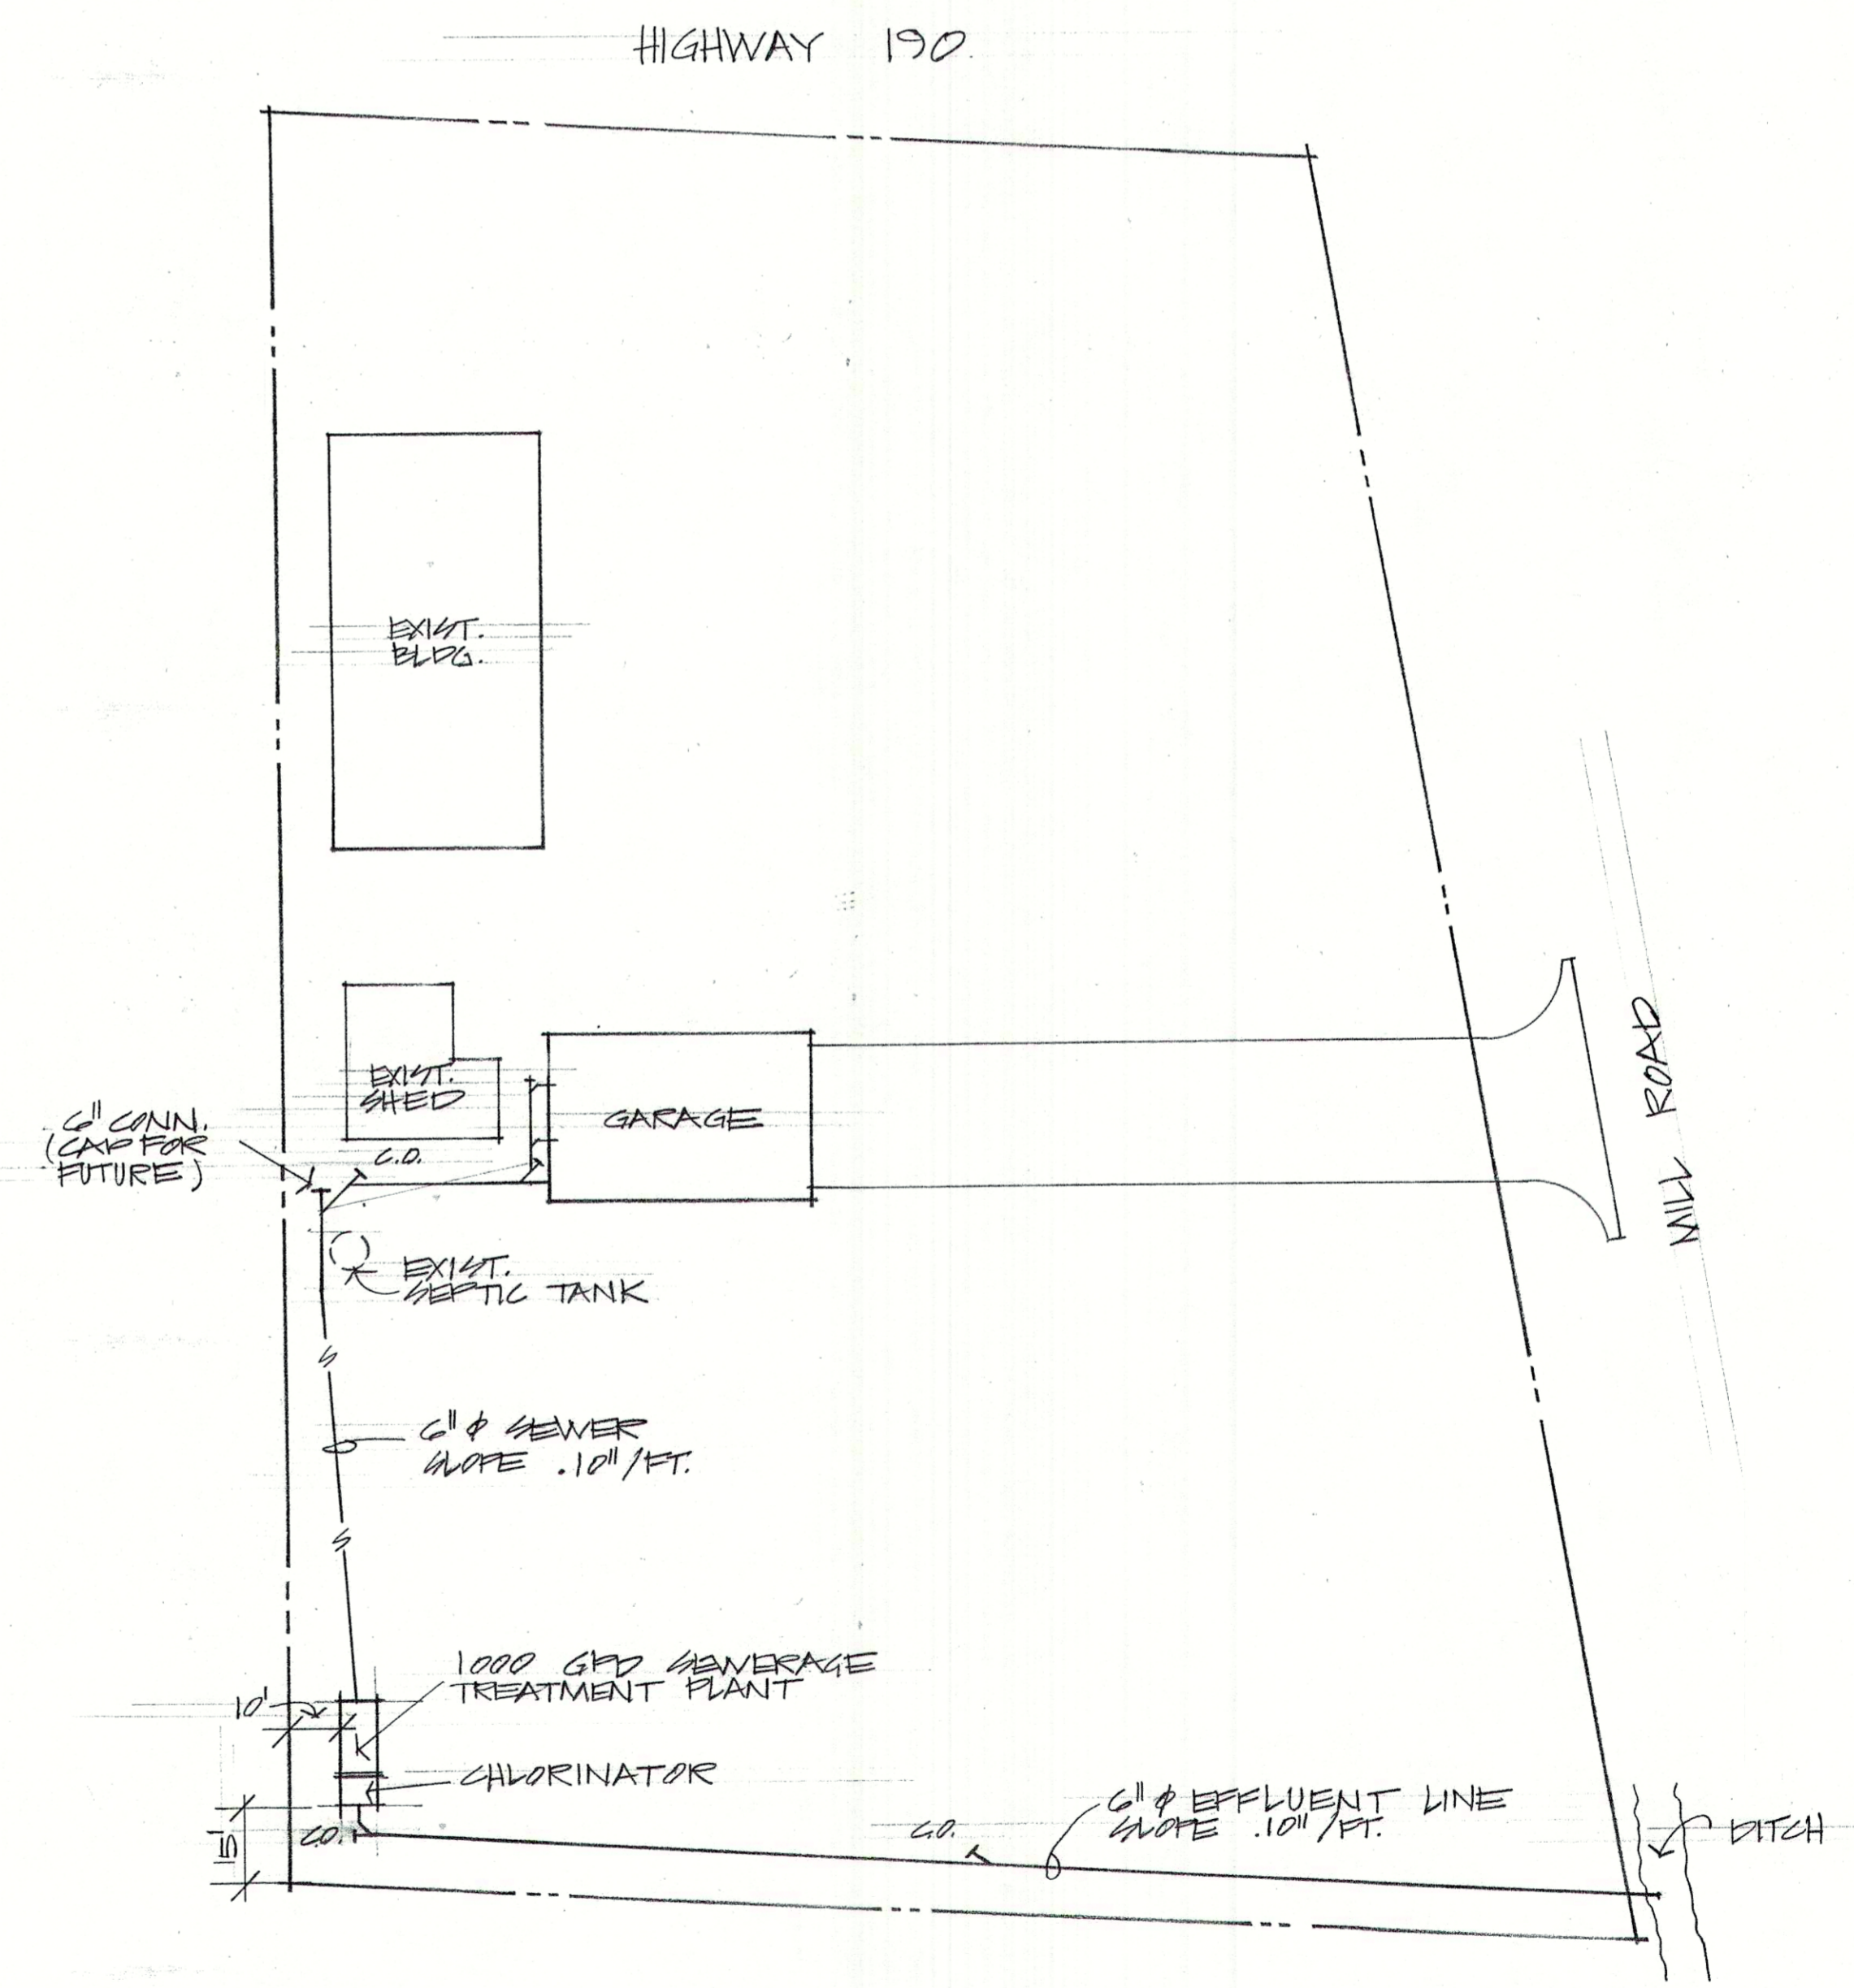 HIGHWAY 190
EXIST.
BLDG.
EXIST.
SHED
GARAGE
MILL ROAD
6" CONN.
(CAP FOR
FUTURE)
C.O.
EXIST.
SEPTIC TANK
S
6" φ SEWER
SLOPE .10"/FT.
S
1000 GPD SEWERAGE
TREATMENT PLANT
10'
CHLORINATOR
15'
C.O.
C.O.
6" φ EFFLUENT LINE
SLOPE .10"/FT.
DITCH